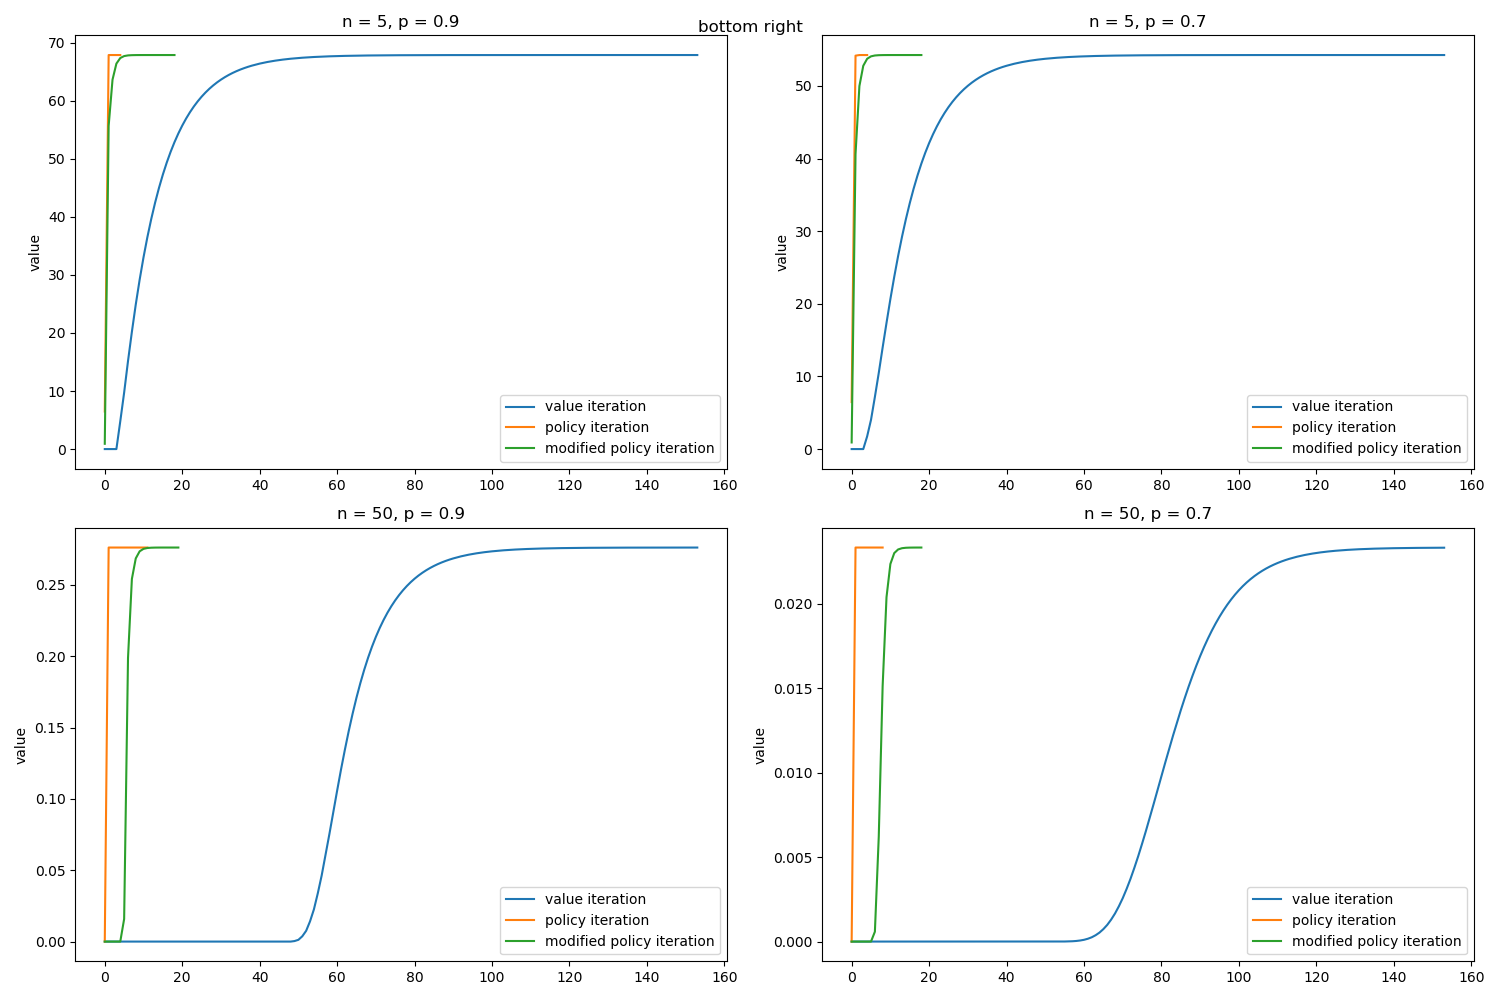 bottom right
n = 5, p = 0.9
value
70
60
50
40
30
20
10
0
0 20 40 60 80 100 120 140 160
value iteration
policy iteration
modified policy iteration
n = 5, p = 0.7
value
50
40
30
20
10
0
0 20 40 60 80 100 120 140 160
value iteration
policy iteration
modified policy iteration
n = 50, p = 0.9
value
0.25
0.20
0.15
0.10
0.05
0.00
0 20 40 60 80 100 120 140 160
value iteration
policy iteration
modified policy iteration
n = 50, p = 0.7
value
0.020
0.015
0.010
0.005
0.000
0 20 40 60 80 100 120 140 160
value iteration
policy iteration
modified policy iteration